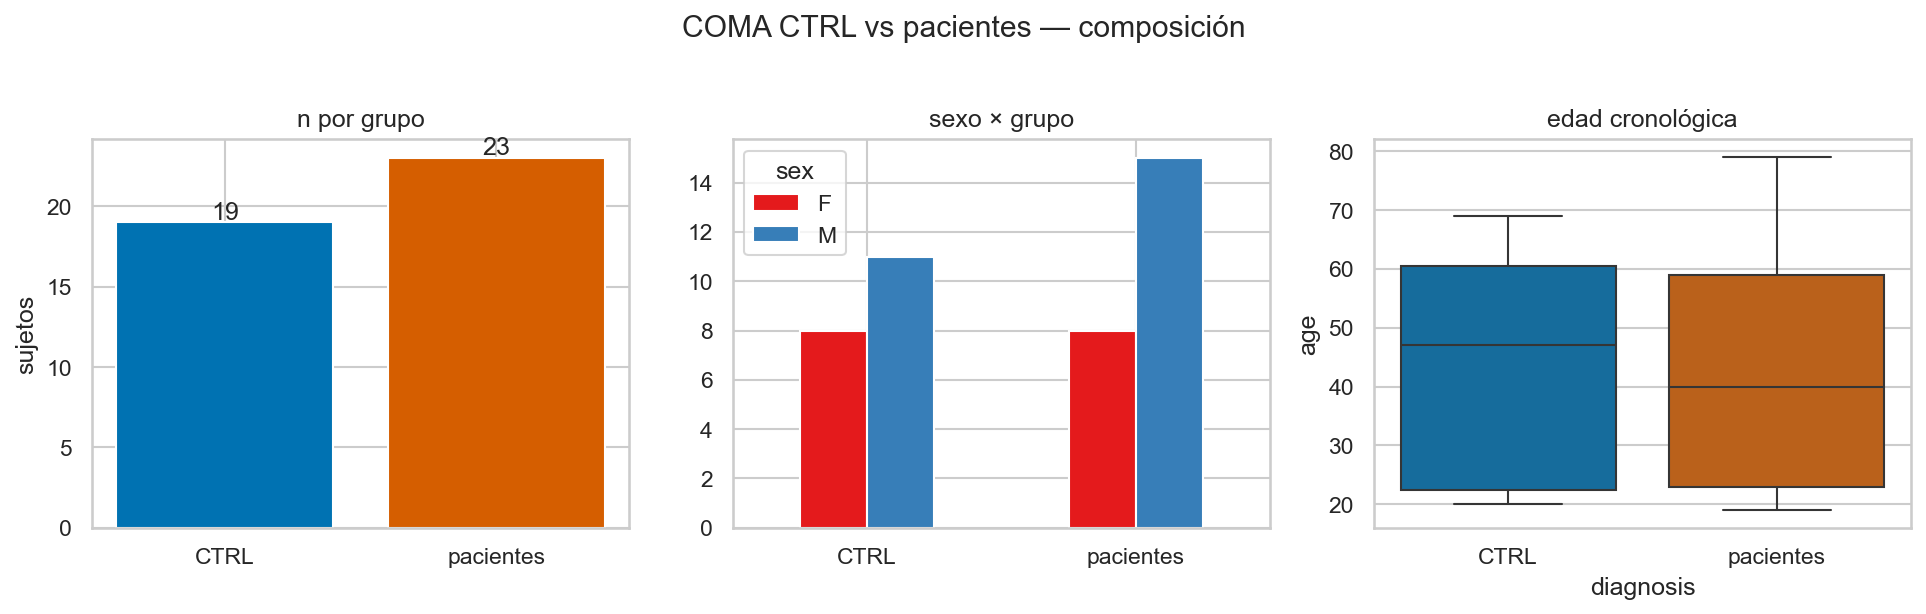 COMA CTRL vs pacientes — composición
n por grupo
sujetos
20
15
10
5
0
19
23
CTRL
pacientes
sexo × grupo
14
12
10
8
6
4
2
0
sex
F
M
CTRL
pacientes
edad cronológica
age
80
70
60
50
40
30
20
CTRL
pacientes
diagnosis